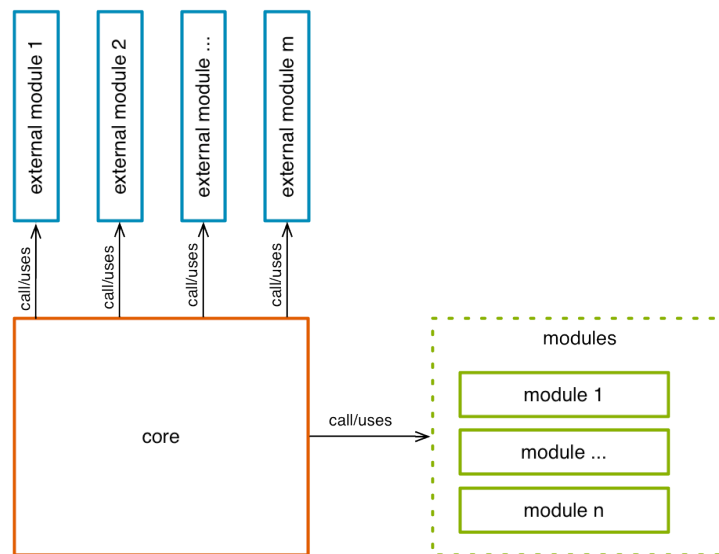 external module 1
external module 2
external module ...
external module m
call/uses
call/uses
call/uses
call/uses
core
call/uses
modules
module 1
module ...
module n